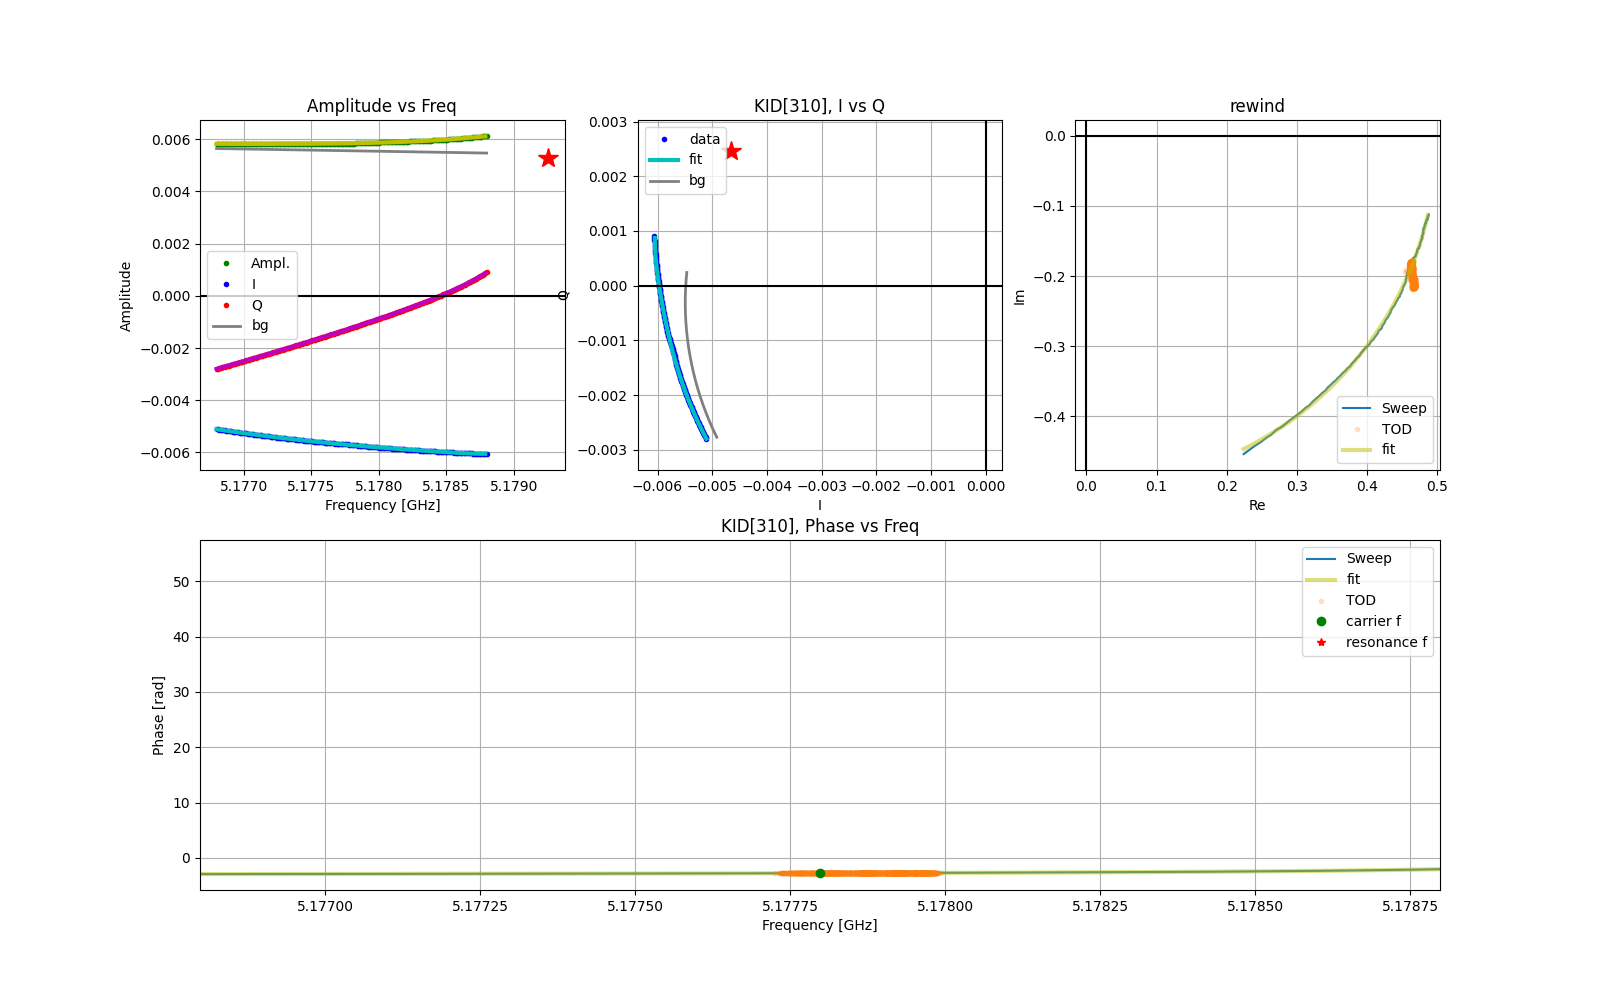 Amplitude vs Freq
0.006
0.004
0.002
0.000
−0.002
−0.004
−0.006
Amplitude
Ampl.
I
Q
bg
5.1770 5.1775 5.1780 5.1785 5.1790
Frequency [GHz]
KID[310], I vs Q
0.003
0.002
0.001
0.000
−0.001
−0.002
−0.003
Q
data
fit
bg
−0.006 −0.005 −0.004 −0.003 −0.002 −0.001 0.000
I
rewind
0.0
−0.1
−0.2
−0.3
−0.4
Im
Sweep
TOD
fit
0.0 0.1 0.2 0.3 0.4 0.5
Re
KID[310], Phase vs Freq
50
40
30
20
10
0
Phase [rad]
Sweep
fit
TOD
carrier f
resonance f
5.17700 5.17725 5.17750 5.17775 5.17800 5.17825 5.17850 5.17875
Frequency [GHz]